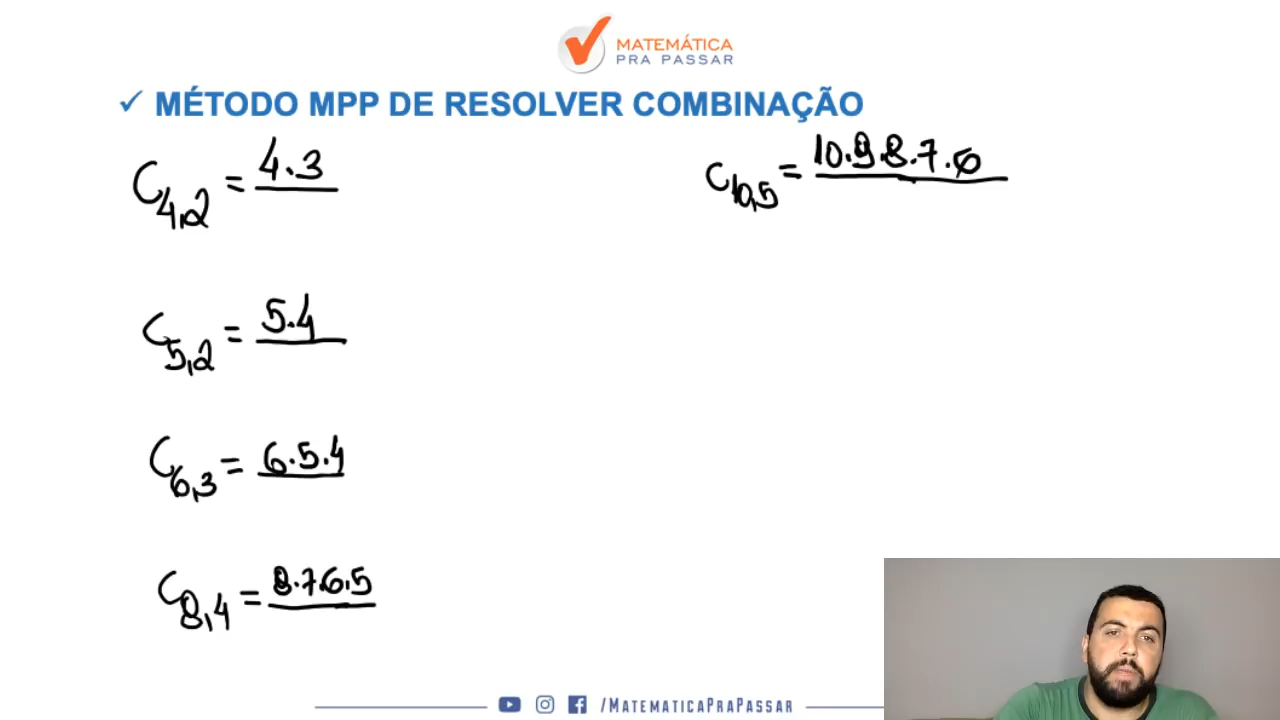 MATEMÁTICA
PRA PASSAR
✓ MÉTODO MPP DE RESOLVER COMBINAÇÃO
C4,2 = 4.3
C10,5 = 10.9.8.7.6
C5,2 = 5.4
C6,3 = 6.5.4
C8,4 = 8.7.6.5
/MATEMATICAPRAPASSAR